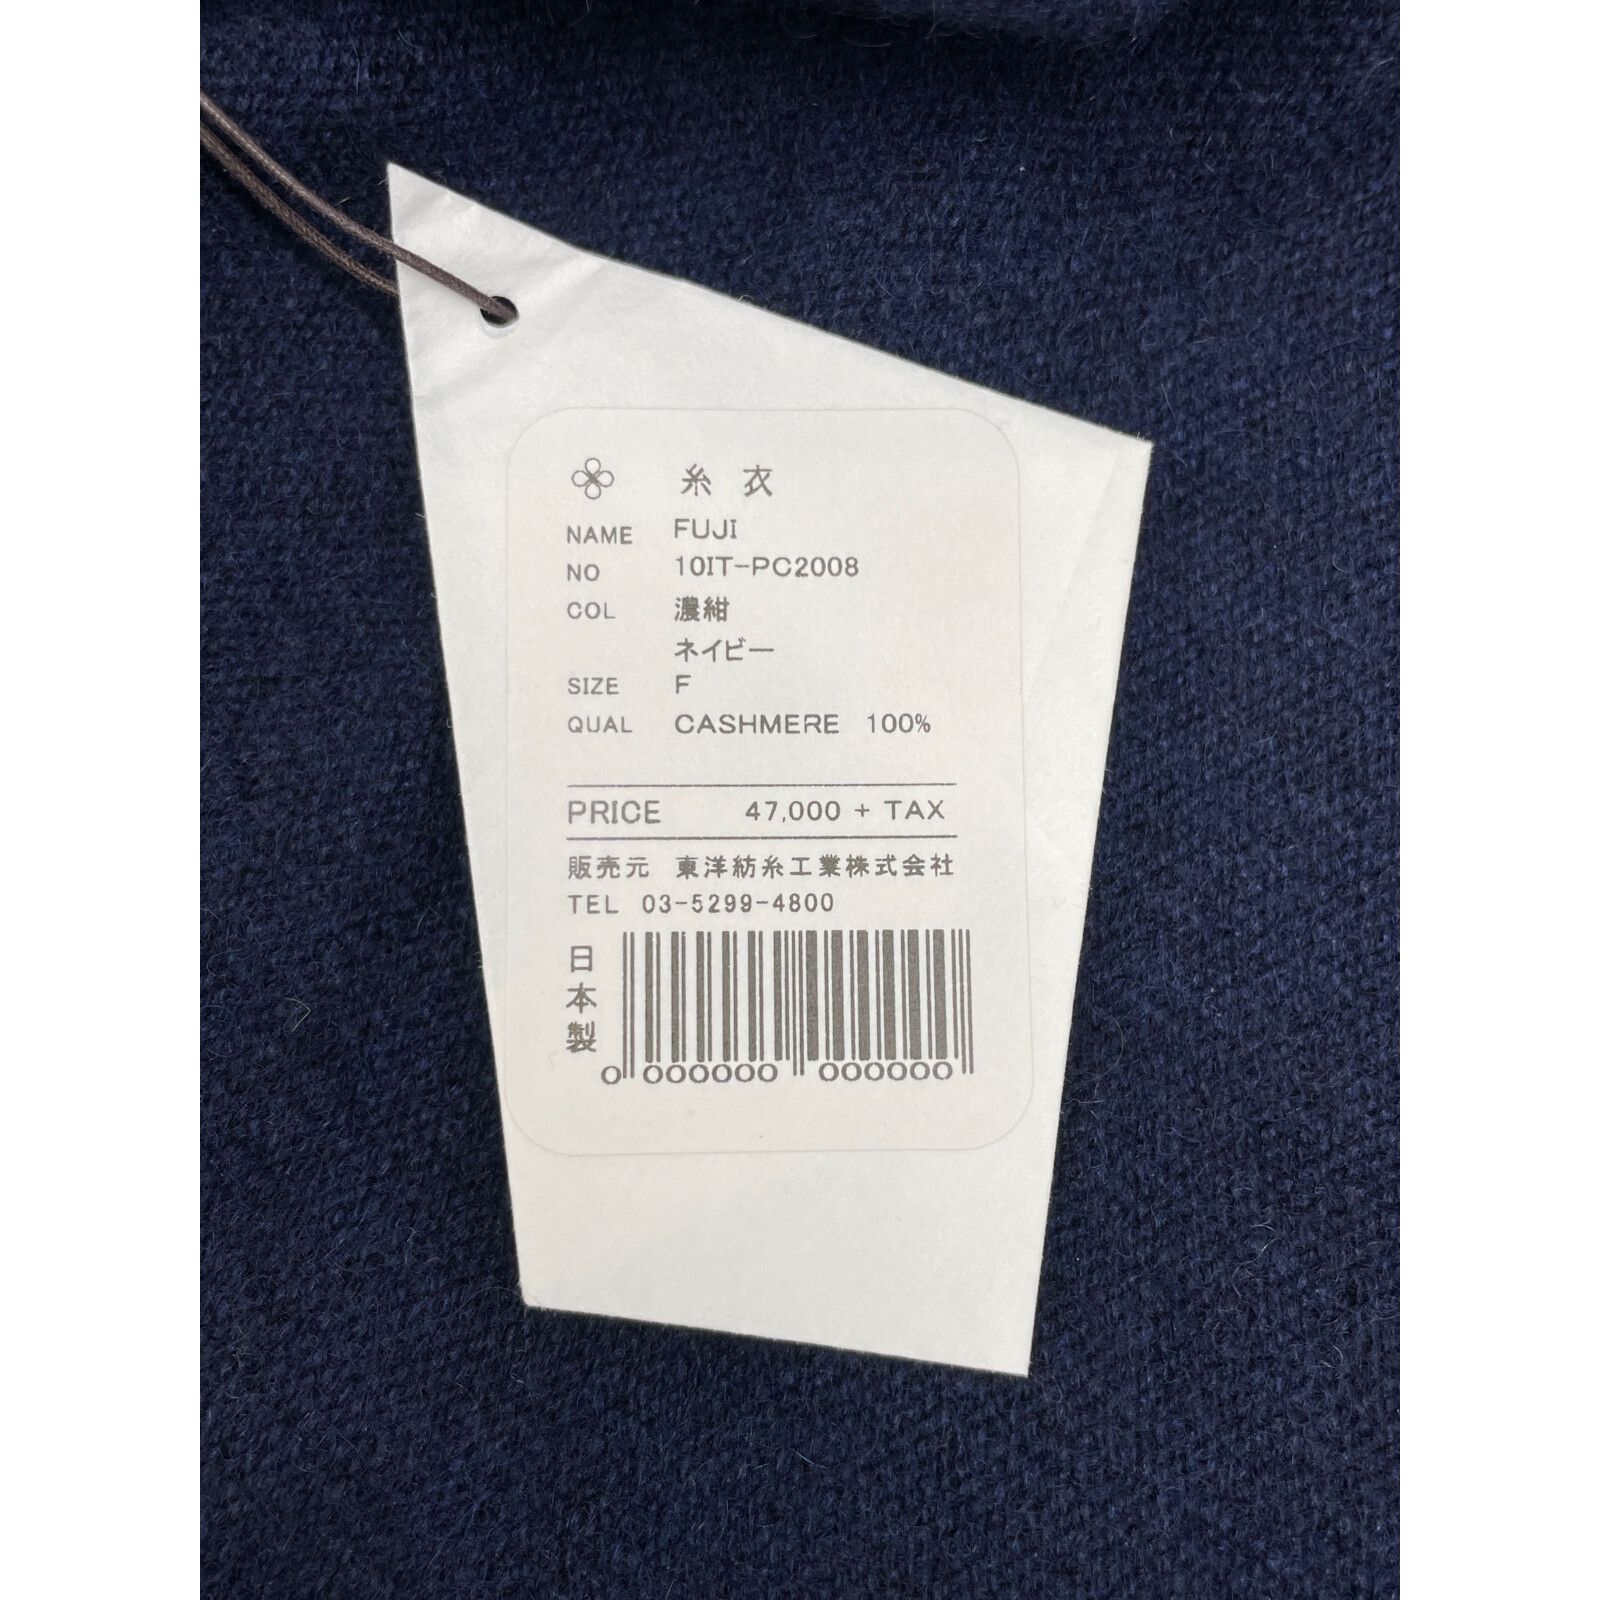 糸衣
NAME FUJI
NO 10IT-PC2008
COL 濃紺
ネイビー
SIZE F
QUAL CASHMERE 100%
PRICE 47,000 + TAX
販売元 東洋紡糸工業株式会社
TEL 03-5299-4800
日本製
0 000000 000000